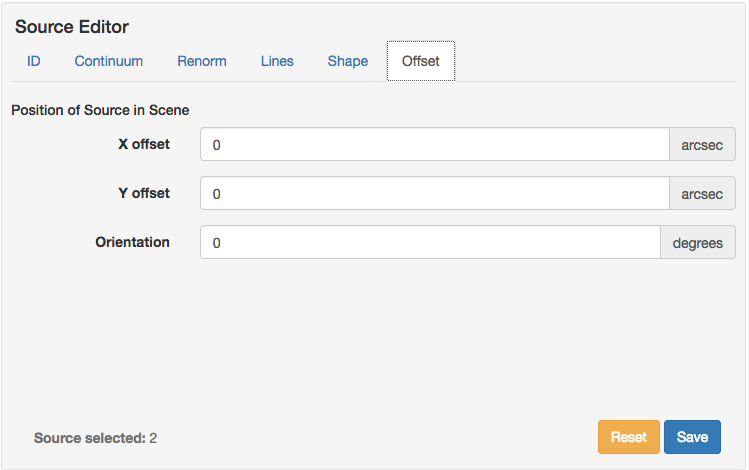 Source Editor
ID Continuum Renorm Lines Shape Offset
Position of Source in Scene
X offset 0 arcsec
Y offset 0 arcsec
Orientation 0 degrees
Source selected: 2 Reset Save